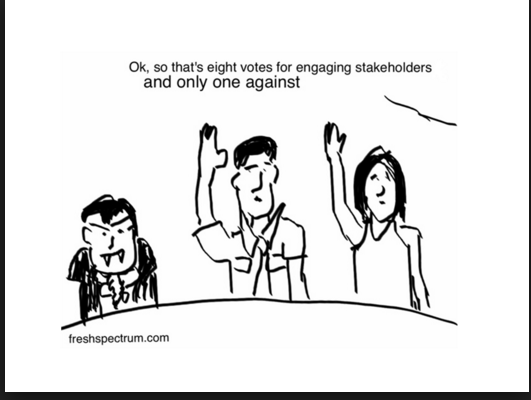 Ok, so that's eight votes for engaging stakeholders
and only one against
freshspectrum.com